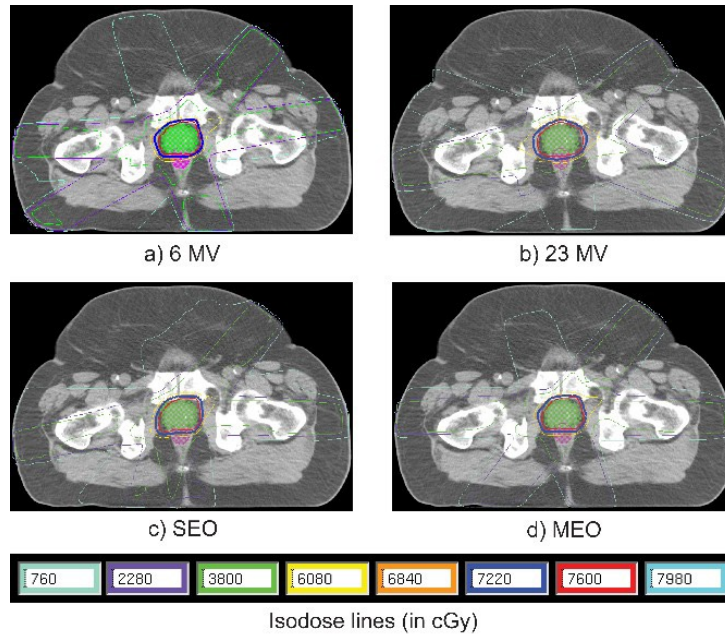 a) 6 MV
b) 23 MV
c) SEO
d) MEO
760 2280 3800 6080 6840 7220 7600 7980
Isodose lines (in cGy)